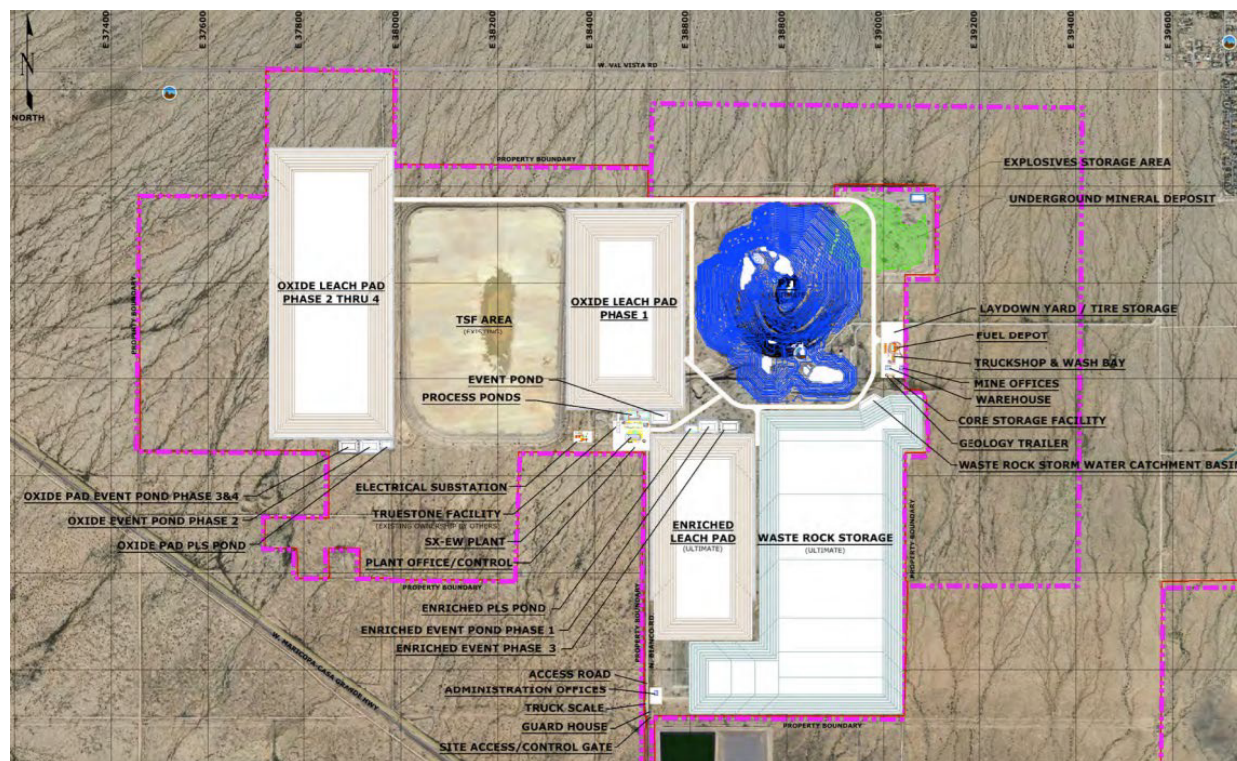 E 37400
E 37600
E 37800
E 38000
E 38200
E 38400
E 38600
E 38800
E 39000
E 39200
E 39400
E 39600
N
NORTH
W. VAL VISTA RD
PROPERTY BOUNDARY
EXPLOSIVES STORAGE AREA
UNDERGROUND MINERAL DEPOSIT
PROPERTY BOUNDARY
OXIDE LEACH PAD
PHASE 2 THRU 4
TSF AREA
(EXISTING)
OXIDE LEACH PAD
PHASE 1
LAYDOWN YARD / TIRE STORAGE
FUEL DEPOT
TRUCKSHOP & WASH BAY
MINE OFFICES
WAREHOUSE
CORE STORAGE FACILITY
GEOLOGY TRAILER
WASTE ROCK STORM WATER CATCHMENT BASIN
EVENT POND
PROCESS PONDS
OXIDE PAD EVENT POND PHASE 3&4
OXIDE EVENT POND PHASE 2
OXIDE PAD PLS POND
ELECTRICAL SUBSTATION
TRUESTONE FACILITY
(EXISTING OWNERSHIP BY OTHERS)
SX-EW PLANT
PLANT OFFICE/CONTROL
PROPERTY BOUNDARY
ENRICHED PLS POND
ENRICHED EVENT POND PHASE 1
ENRICHED EVENT PHASE 3
ENRICHED
LEACH PAD
(ULTIMATE)
WASTE ROCK STORAGE
(ULTIMATE)
PROPERTY BOUNDARY
PROPERTY BOUNDARY
N. BIANCO RD.
W. MARICOPA-CASA GRANDE HWY
ACCESS ROAD
ADMINISTRATION OFFICES
TRUCK SCALE
GUARD HOUSE
SITE ACCESS/CONTROL GATE
PROPERTY BOUNDARY